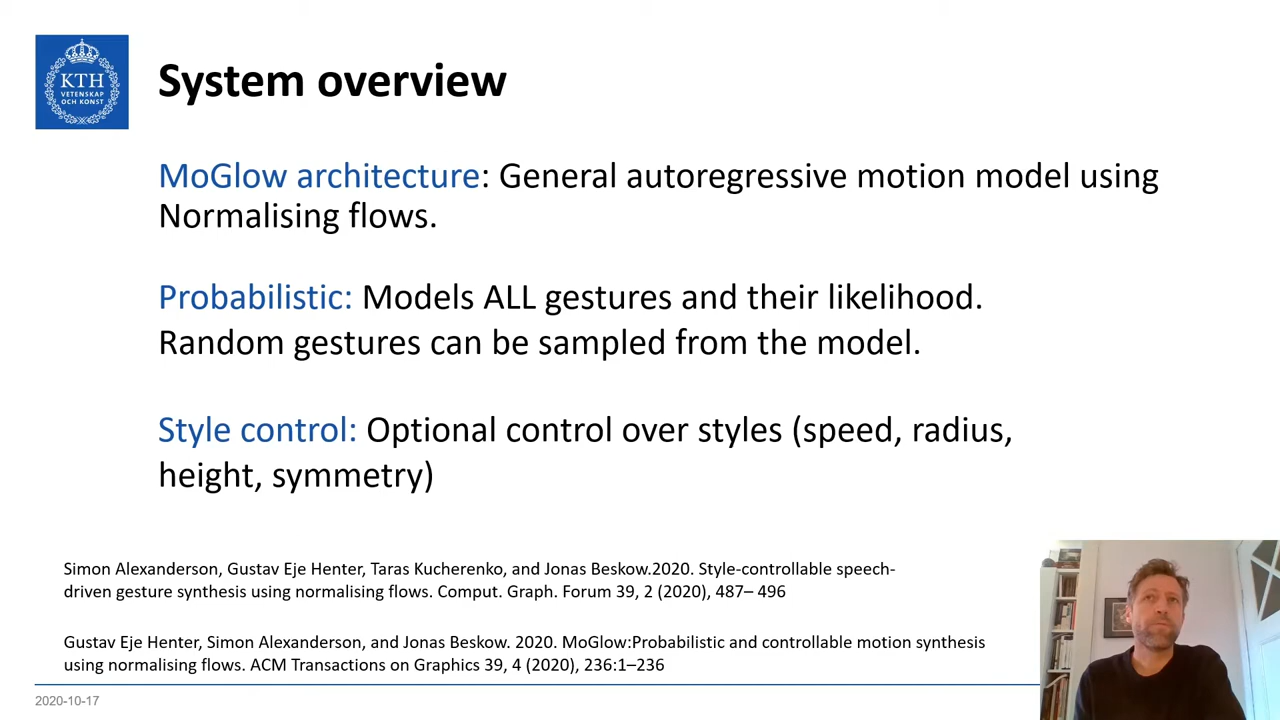 KTH
VETENSKAP
OCH KONST
System overview
MoGlow architecture: General autoregressive motion model using
Normalising flows.
Probabilistic: Models ALL gestures and their likelihood.
Random gestures can be sampled from the model.
Style control: Optional control over styles (speed, radius,
height, symmetry)
Simon Alexanderson, Gustav Eje Henter, Taras Kucherenko, and Jonas Beskow.2020. Style-controllable speech-
driven gesture synthesis using normalising flows. Comput. Graph. Forum 39, 2 (2020), 487– 496
Gustav Eje Henter, Simon Alexanderson, and Jonas Beskow. 2020. MoGlow:Probabilistic and controllable motion synthesis
using normalising flows. ACM Transactions on Graphics 39, 4 (2020), 236:1–236
2020-10-17